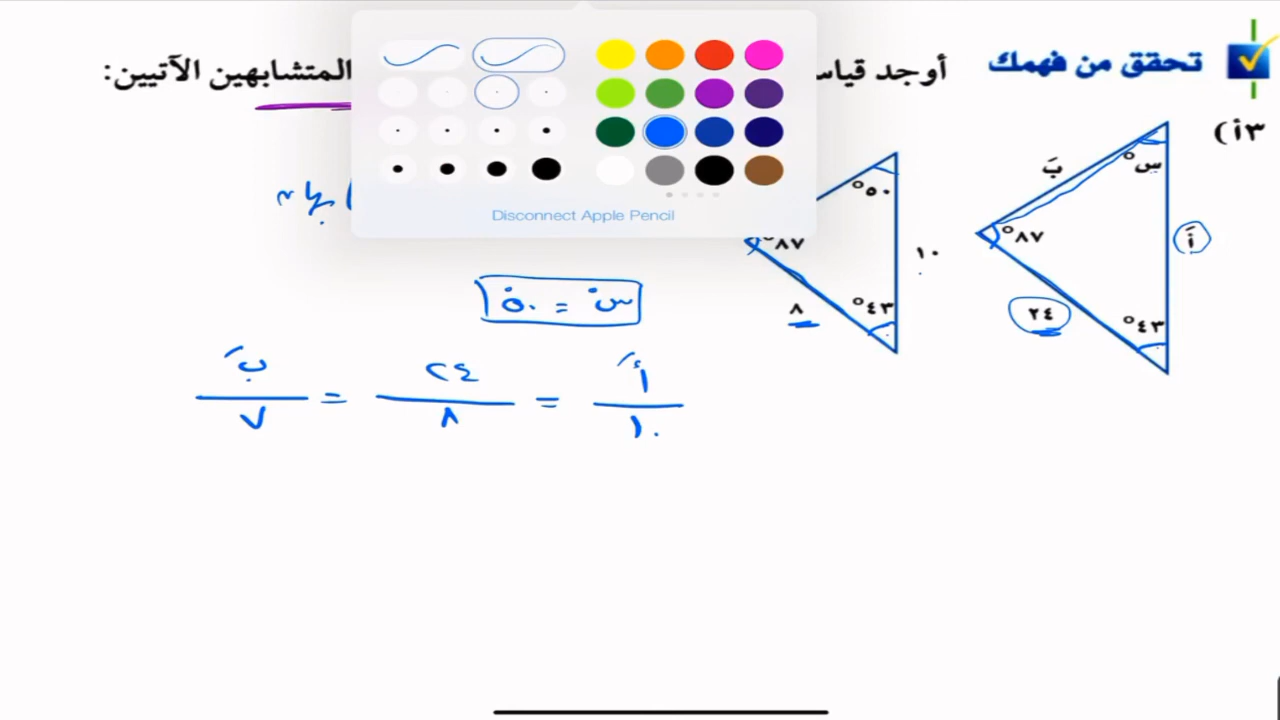 تحقق من فهمك
أوجد قياس
المتشابهين الآتيين:
٣أ)
بَ
س°
٨٧°
أَ
٢٤
٤٣°
٥٠°
٨٧°
١٠
٨
٤٣°
Disconnect Apple Pencil
س° = ٥٠°
أَ = ٢٤ = بَ
١٠ ٨ ٧